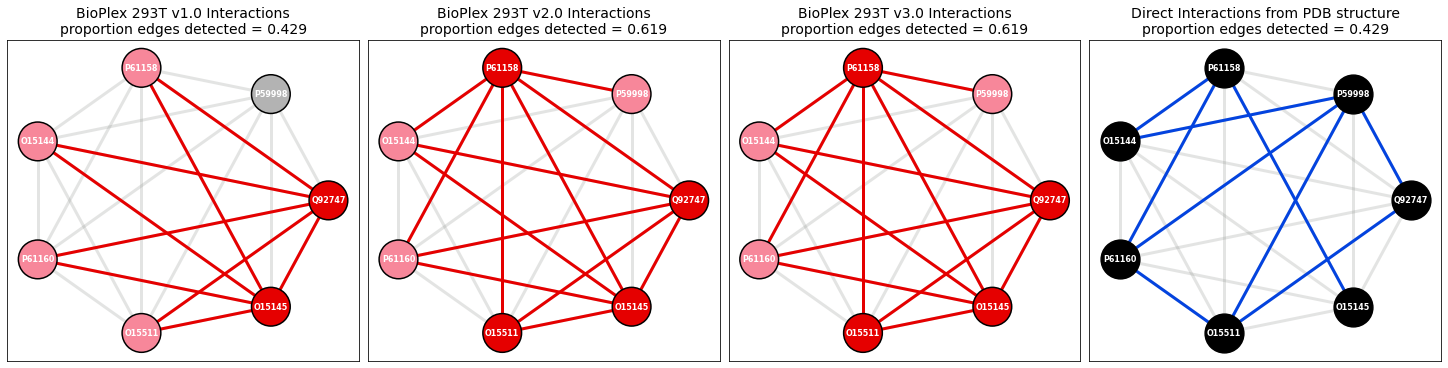 BioPlex 293T v1.0 Interactions
proportion edges detected = 0.429
P61158
P59998
O15144
Q92747
P61160
O15145
O15511
BioPlex 293T v2.0 Interactions
proportion edges detected = 0.619
P61158
P59998
O15144
Q92747
P61160
O15145
O15511
BioPlex 293T v3.0 Interactions
proportion edges detected = 0.619
P61158
P59998
O15144
Q92747
P61160
O15145
O15511
Direct Interactions from PDB structure
proportion edges detected = 0.429
P61158
P59998
O15144
Q92747
P61160
O15145
O15511